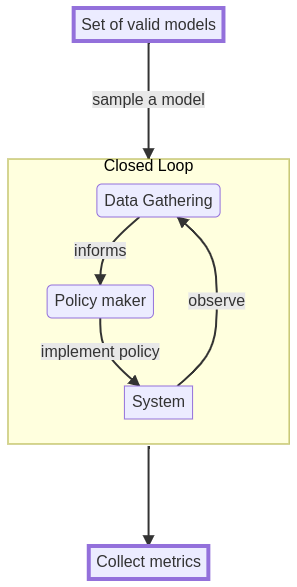 Set of valid models
sample a model
Closed Loop
Data Gathering
informs
Policy maker
observe
implement policy
System
Collect metrics